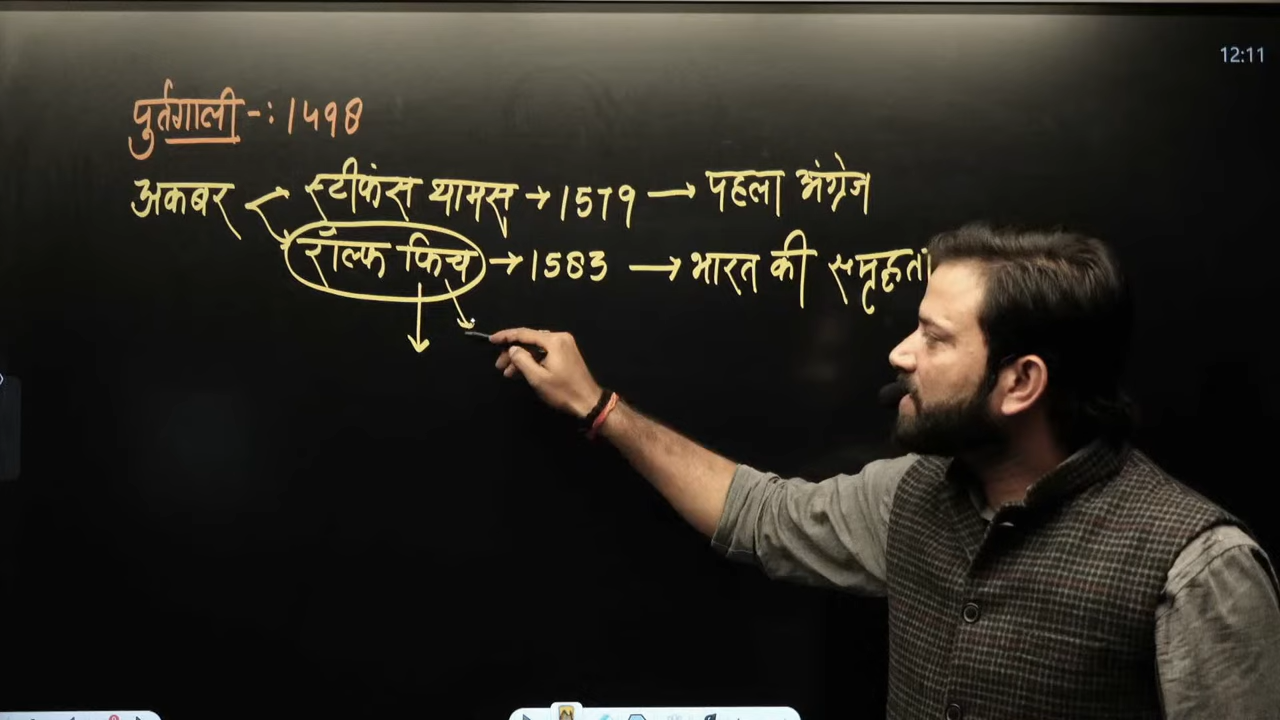 12:11
पुर्तगाली -: 1498
अकबर स्टीफंस थामस → 1579 → पहला अंग्रेज
रॉल्फ फिच → 1583 → भारत की समृद्धता